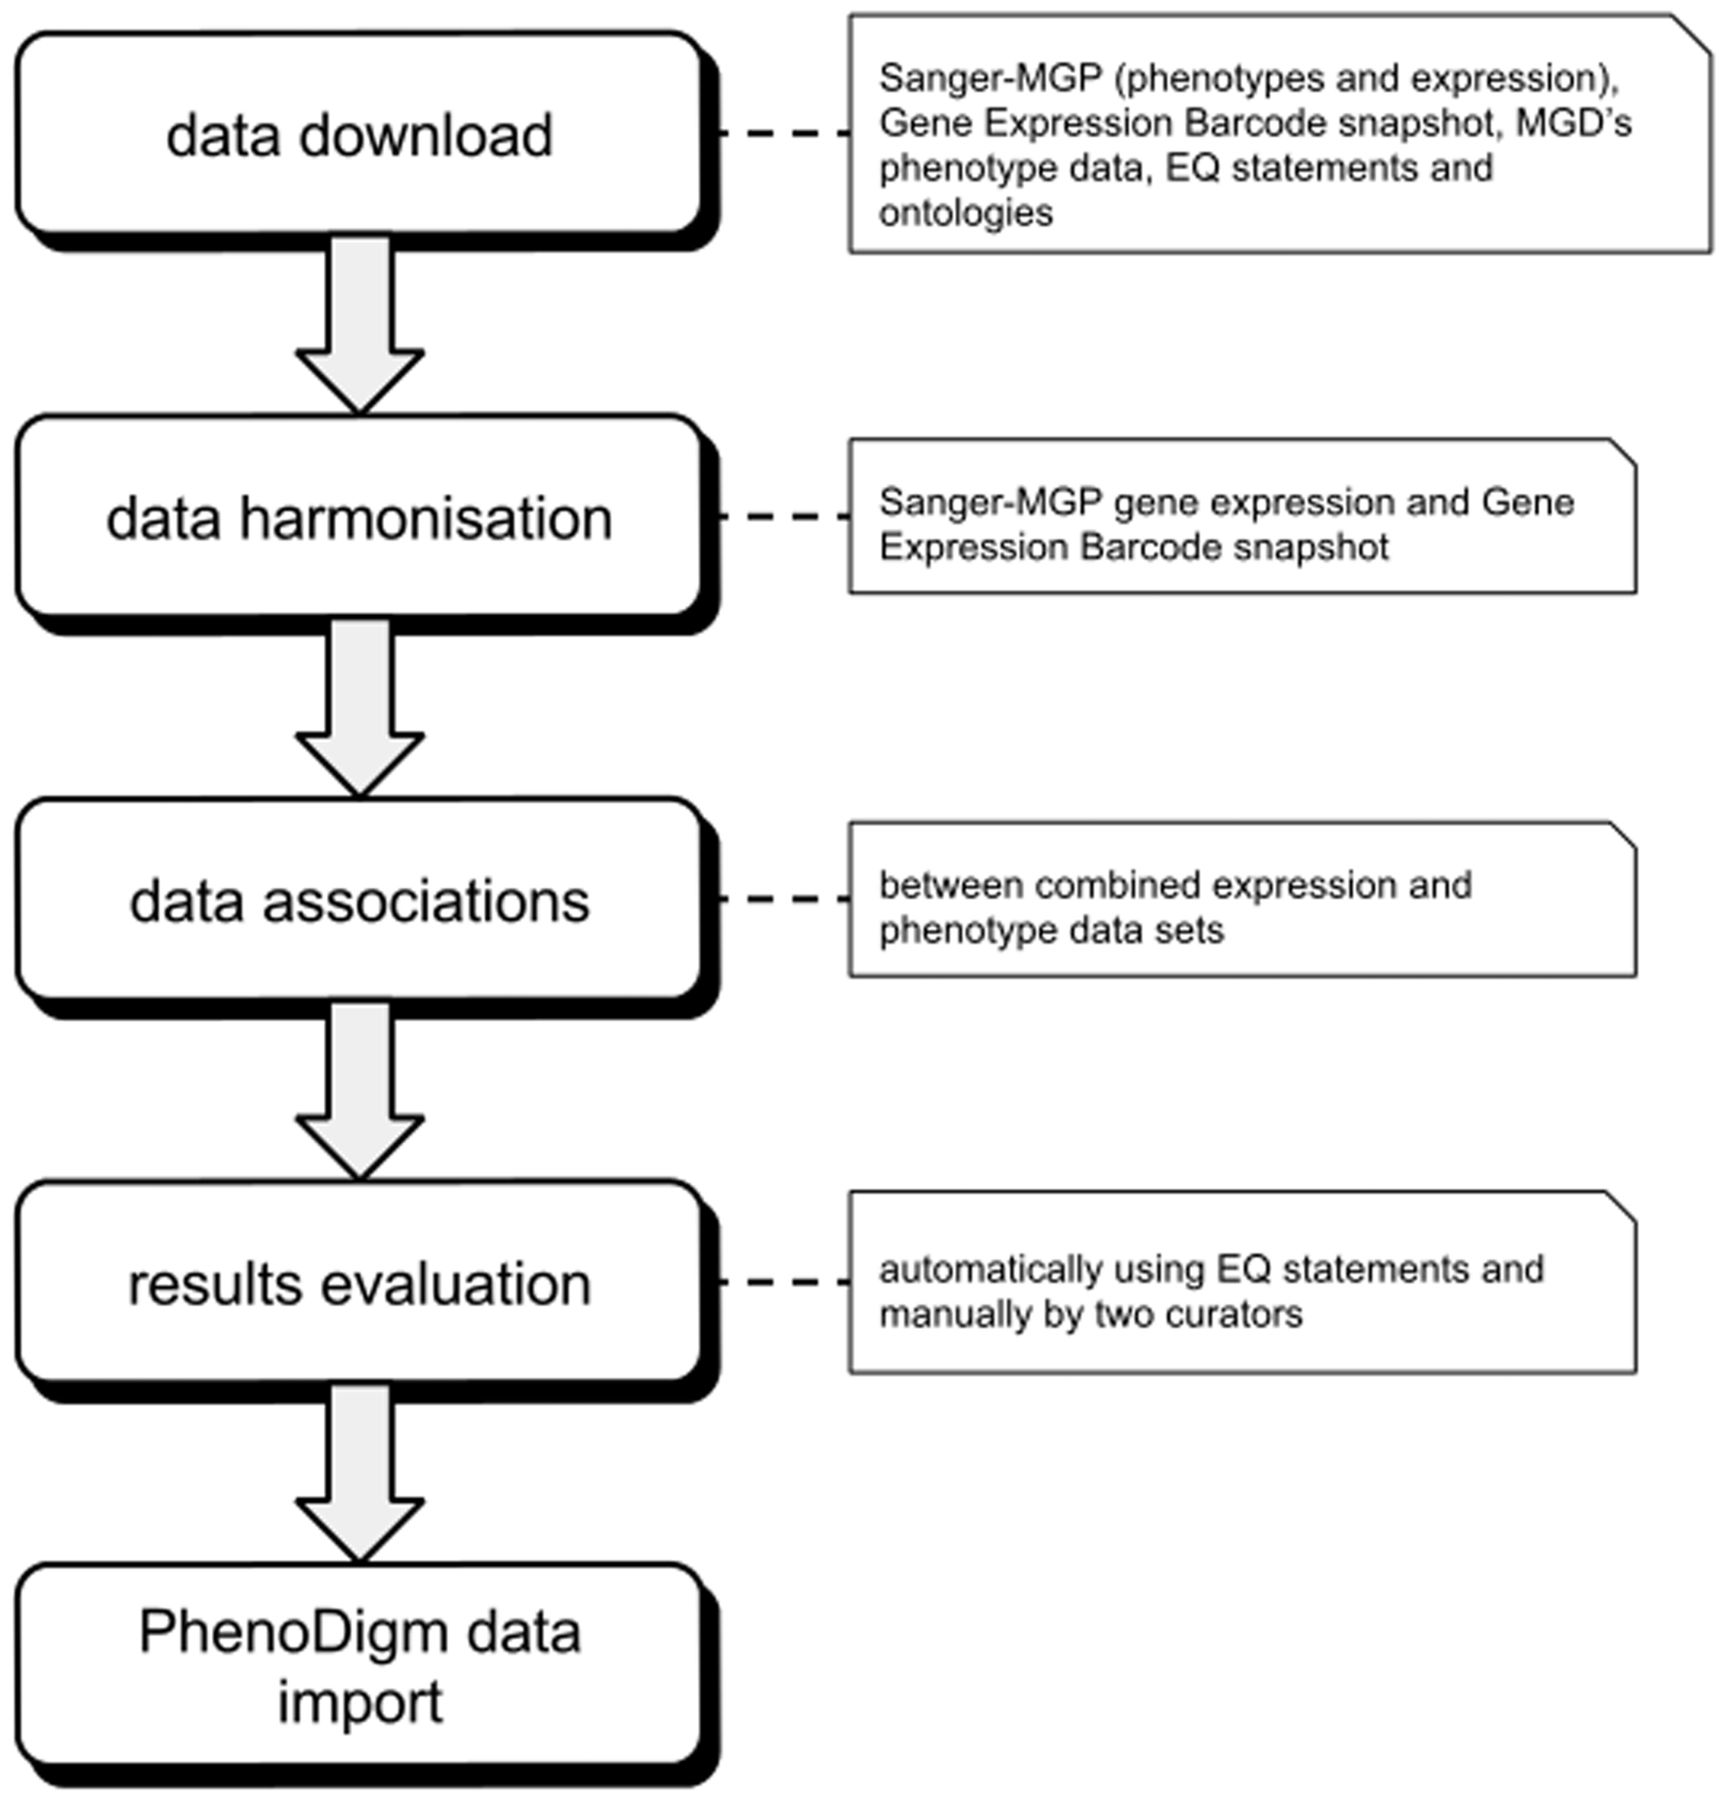 data download
Sanger-MGP (phenotypes and expression),
Gene Expression Barcode snapshot, MGD's
phenotype data, EQ statements and
ontologies
data harmonisation
Sanger-MGP gene expression and Gene
Expression Barcode snapshot
data associations
between combined expression and
phenotype data sets
results evaluation
automatically using EQ statements and
manually by two curators
PhenoDigm data
import